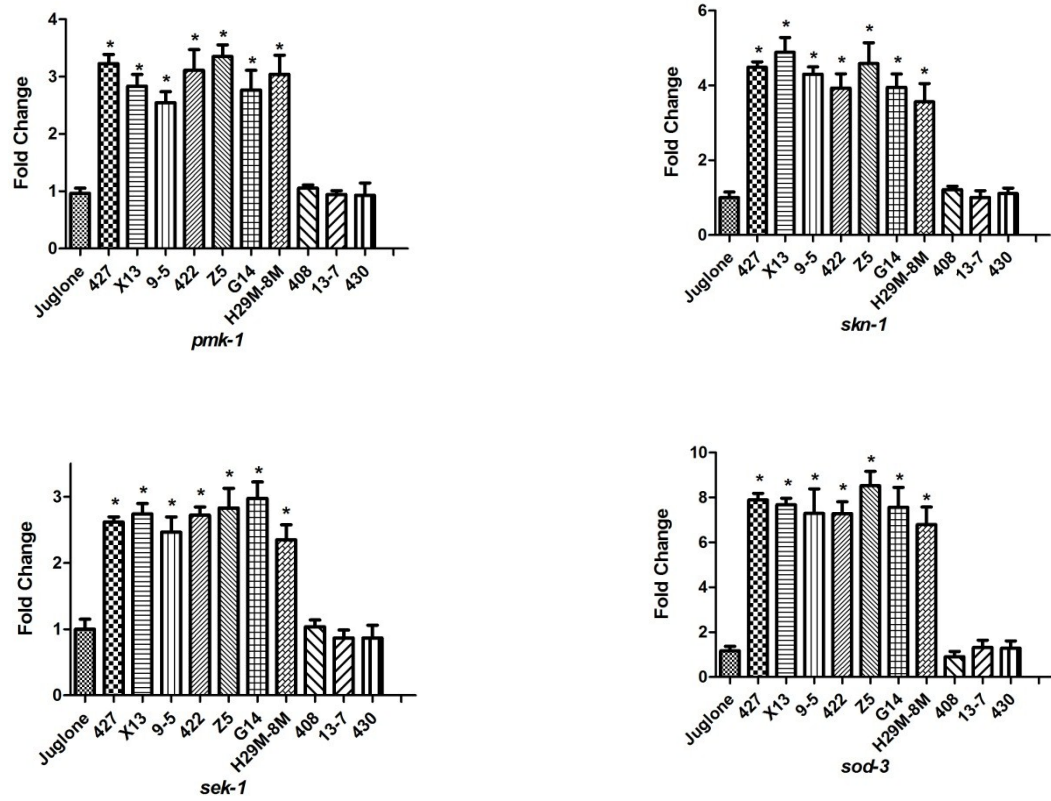 4
3
2
1
0
Fold Change
* * * * * * *
Juglone
427
X13
9-5
422
Z5
G14
H29M-8M
408
13-7
430
pmk-1
6
4
2
0
Fold Change
* * * * * * *
Juglone
427
X13
9-5
422
Z5
G14
H29M-8M
408
13-7
430
skn-1
3
2
1
0
Fold Change
* * * * * * *
Juglone
427
X13
9-5
422
Z5
G14
H29M-8M
408
13-7
430
sek-1
10
8
6
4
2
0
Fold Change
* * * * * * *
Juglone
427
X13
9-5
422
Z5
G14
H29M-8M
408
13-7
430
sod-3